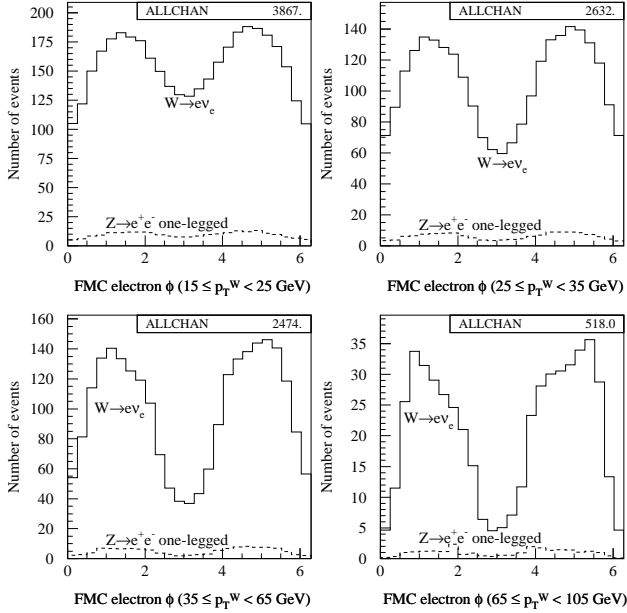 ALLCHAN 3867.
Number of events
200
175
150
125
100
75
50
25
0
W→eνₑ
Z→e⁺e⁻ one-legged
0 2 4 6
FMC electron ϕ (15 ≤ p_T^W < 25 GeV)
ALLCHAN 2632.
Number of events
140
120
100
80
60
40
20
0
W→eνₑ
Z→e⁺e⁻ one-legged
0 2 4 6
FMC electron ϕ (25 ≤ p_T^W < 35 GeV)
ALLCHAN 2474.
Number of events
160
140
120
100
80
60
40
20
0
W→eνₑ
Z→e⁺e⁻ one-legged
0 2 4 6
FMC electron ϕ (35 ≤ p_T^W < 65 GeV)
ALLCHAN 518.0
Number of events
35
30
25
20
15
10
5
0
W→eνₑ
Z→e⁺e⁻ one-legged
0 2 4 6
FMC electron ϕ (65 ≤ p_T^W < 105 GeV)